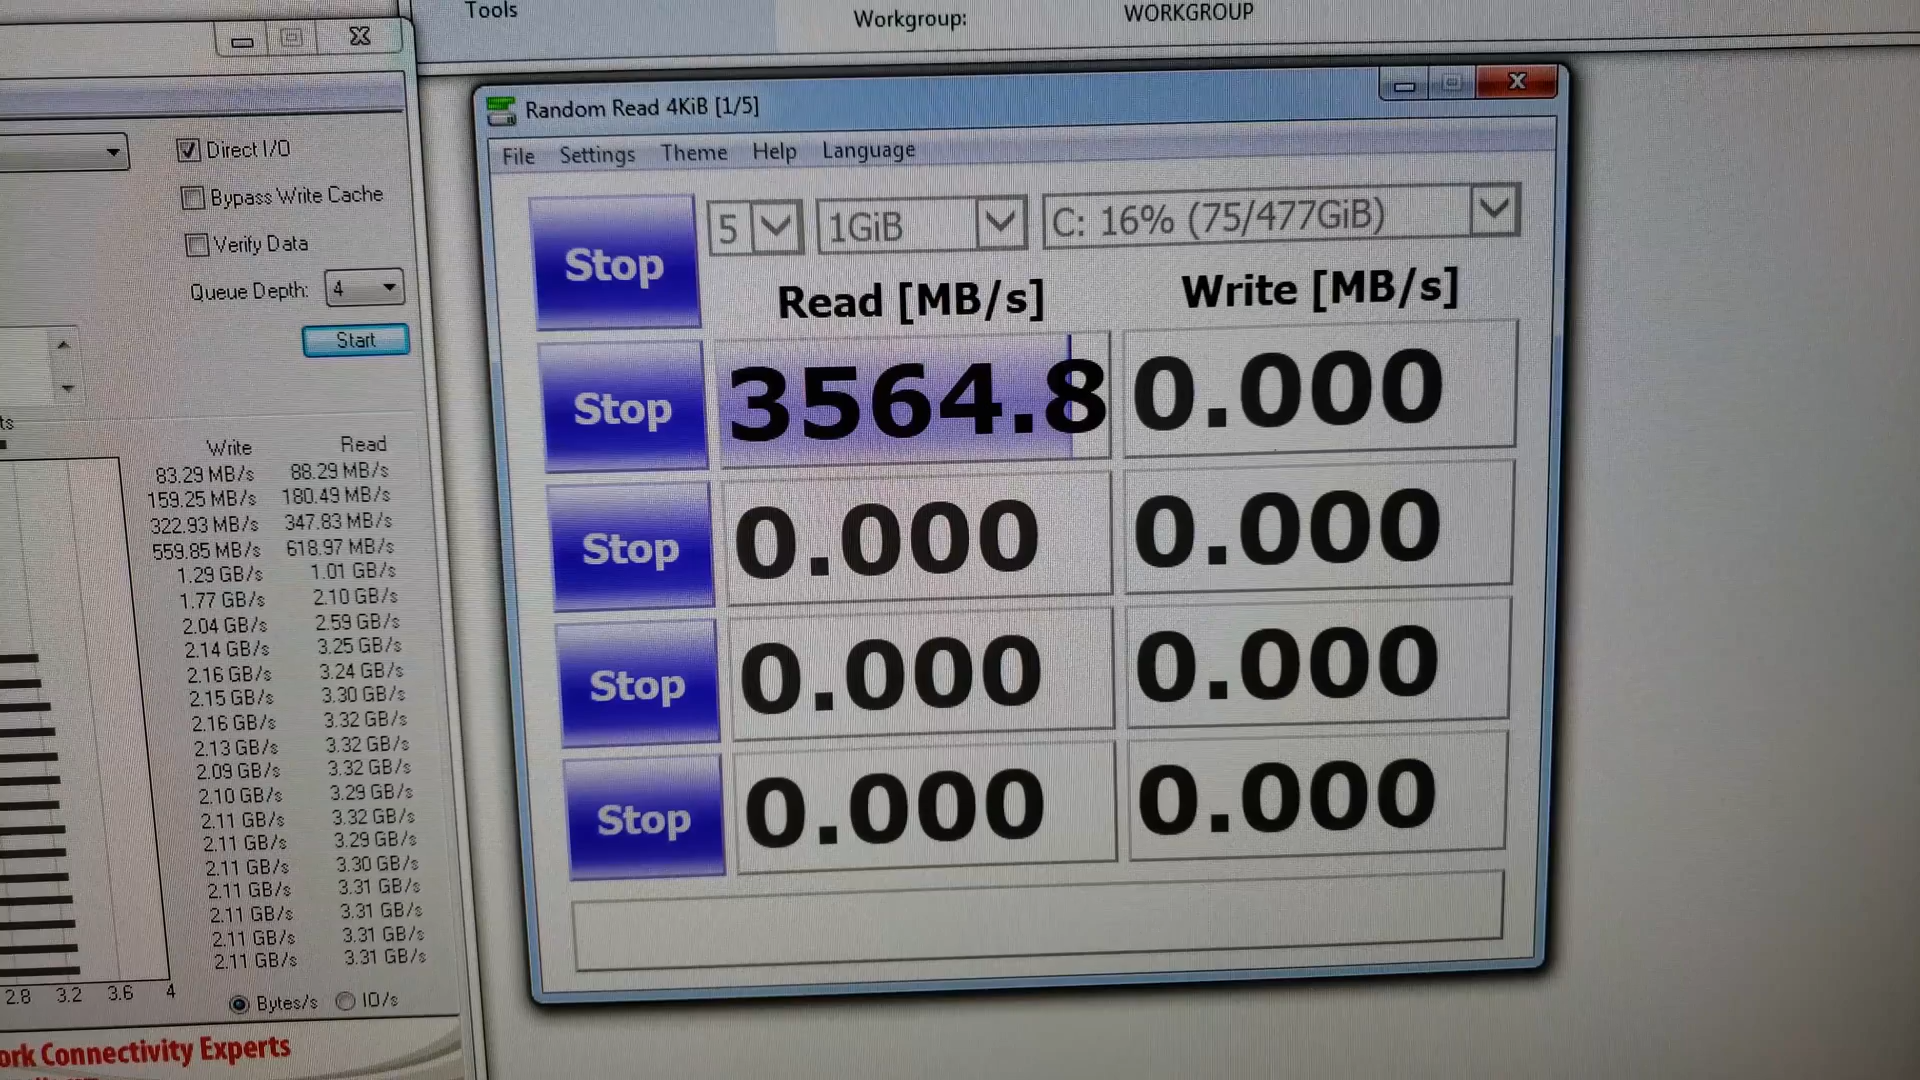 Tools
Workgroup: WORKGROUP
Direct I/O
Bypass Write Cache
Verify Data
Queue Depth: 4
Start
Write Read
83.29 MB/s 88.29 MB/s
159.25 MB/s 180.49 MB/s
322.93 MB/s 347.83 MB/s
559.85 MB/s 618.97 MB/s
1.29 GB/s 1.01 GB/s
1.77 GB/s 2.10 GB/s
2.04 GB/s 2.59 GB/s
2.14 GB/s 3.25 GB/s
2.16 GB/s 3.24 GB/s
2.15 GB/s 3.30 GB/s
2.16 GB/s 3.32 GB/s
2.13 GB/s 3.32 GB/s
2.09 GB/s 3.32 GB/s
2.10 GB/s 3.29 GB/s
2.11 GB/s 3.32 GB/s
2.11 GB/s 3.29 GB/s
2.11 GB/s 3.30 GB/s
2.11 GB/s 3.31 GB/s
2.11 GB/s 3.31 GB/s
2.11 GB/s 3.31 GB/s
2.11 GB/s 3.31 GB/s
2.8 3.2 3.6 4
Bytes/s IO/s
ork Connectivity Experts
Random Read 4KiB [1/5]
File Settings Theme Help Language
Stop 5 1GiB C: 16% (75/477GiB)
Read [MB/s] Write [MB/s]
Stop 3564.8 0.000
Stop 0.000 0.000
Stop 0.000 0.000
Stop 0.000 0.000